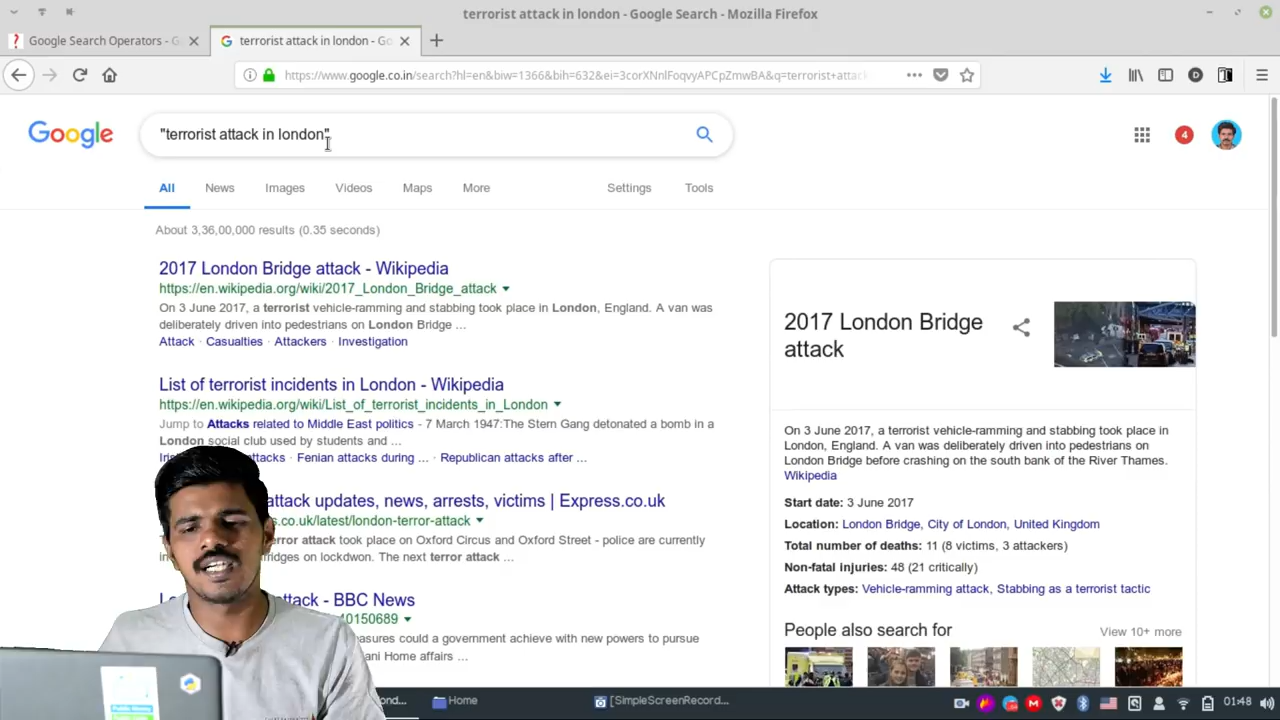 terrorist attack in london - Google Search - Mozilla Firefox
Google Search Operators - G
terrorist attack in london - Go
https://www.google.co.in/search?hl=en&biw=1366&bih=632&ei=3corXNnlFoqvyAPCpZmwBA&q=terrorist+attac
Google
"terrorist attack in london"
4
All News Images Videos Maps More Settings Tools
About 3,36,00,000 results (0.35 seconds)
2017 London Bridge attack - Wikipedia
https://en.wikipedia.org/wiki/2017_London_Bridge_attack
On 3 June 2017, a terrorist vehicle-ramming and stabbing took place in London, England. A van was
deliberately driven into pedestrians on London Bridge ...
Attack · Casualties · Attackers · Investigation
List of terrorist incidents in London - Wikipedia
https://en.wikipedia.org/wiki/List_of_terrorist_incidents_in_London
Jump to Attacks related to Middle East politics - 7 March 1947:The Stern Gang detonated a bomb in a
London social club used by students and ...
attacks · Fenian attacks during ... · Republican attacks after ...
attack updates, news, arrests, victims | Express.co.uk
s.co.uk/latest/london-terror-attack
error attack took place on Oxford Circus and Oxford Street - police are currently
ridges on lockdwon. The next terror attack ...
attack - BBC News
40150689
easures could a government achieve with new powers to pursue
ani Home affairs ...
2017 London Bridge
attack
On 3 June 2017, a terrorist vehicle-ramming and stabbing took place in
London, England. A van was deliberately driven into pedestrians on
London Bridge before crashing on the south bank of the River Thames.
Wikipedia
Start date: 3 June 2017
Location: London Bridge, City of London, United Kingdom
Total number of deaths: 11 (8 victims, 3 attackers)
Non-fatal injuries: 48 (21 critically)
Attack types: Vehicle-ramming attack, Stabbing as a terrorist tactic
People also search for
View 10+ more
ond...
Home
[SimpleScreenRecord...
01:48